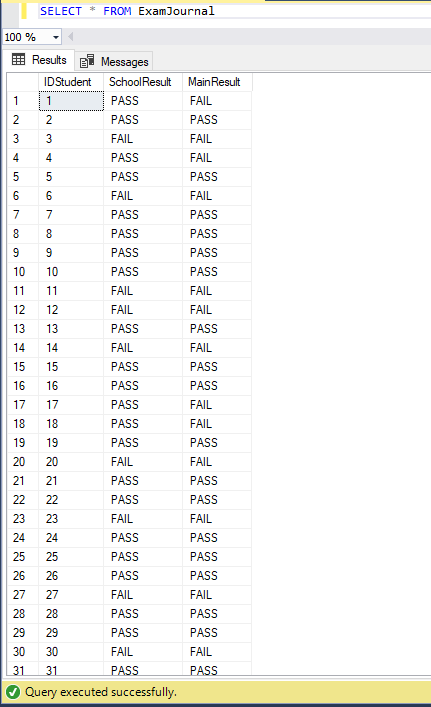 SELECT * FROM ExamJournal
100 %
Results Messages
IDStudent SchoolResult MainResult
1 1 PASS FAIL
2 2 PASS PASS
3 3 FAIL FAIL
4 4 PASS FAIL
5 5 PASS PASS
6 6 FAIL FAIL
7 7 PASS PASS
8 8 PASS PASS
9 9 PASS PASS
10 10 PASS PASS
11 11 FAIL FAIL
12 12 FAIL FAIL
13 13 PASS PASS
14 14 FAIL FAIL
15 15 PASS PASS
16 16 PASS PASS
17 17 PASS FAIL
18 18 PASS FAIL
19 19 PASS PASS
20 20 FAIL FAIL
21 21 PASS PASS
22 22 PASS PASS
23 23 FAIL FAIL
24 24 PASS PASS
25 25 PASS PASS
26 26 PASS PASS
27 27 FAIL FAIL
28 28 PASS PASS
29 29 PASS PASS
30 30 FAIL FAIL
31 31 PASS PASS
Query executed successfully.